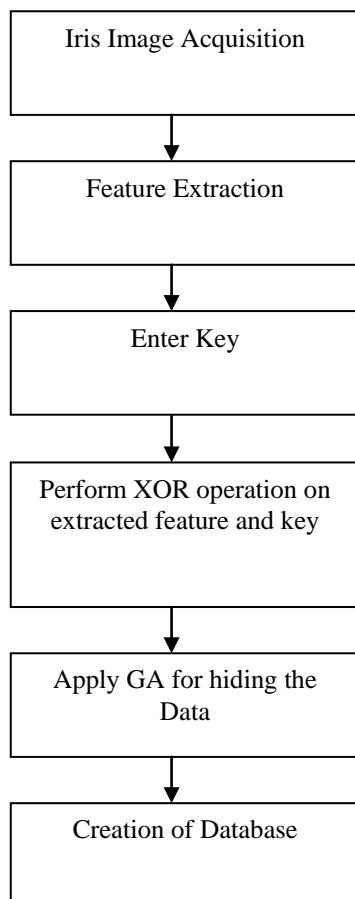 Iris Image Acquisition
Feature Extraction
Enter Key
Perform XOR operation on
extracted feature and key
Apply GA for hiding the
Data
Creation of Database